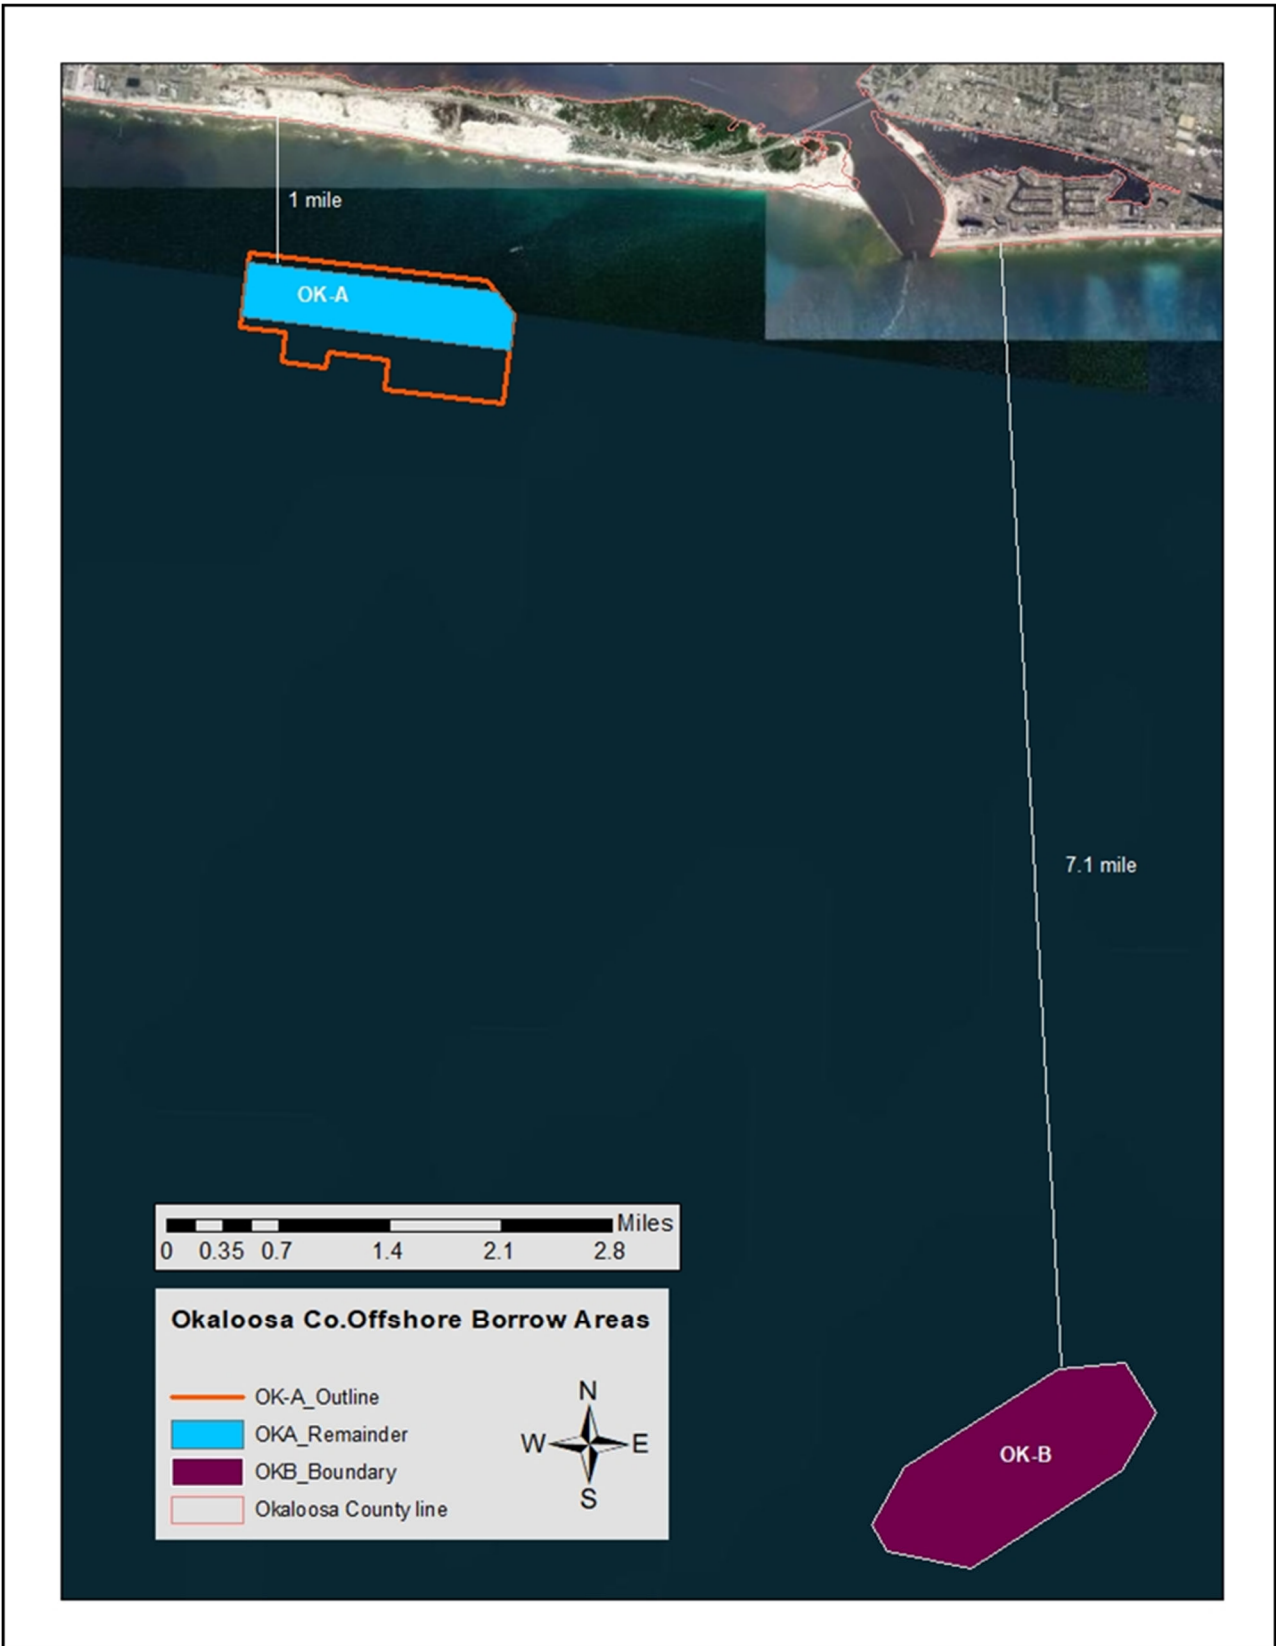 1 mile
OK-A
7.1 mile
Miles
0 0.35 0.7 1.4 2.1 2.8
Okaloosa Co.Offshore Borrow Areas
OK-A_Outline
OKA_Remainder
OKB_Boundary
Okaloosa County line
N
W E
S
OK-B